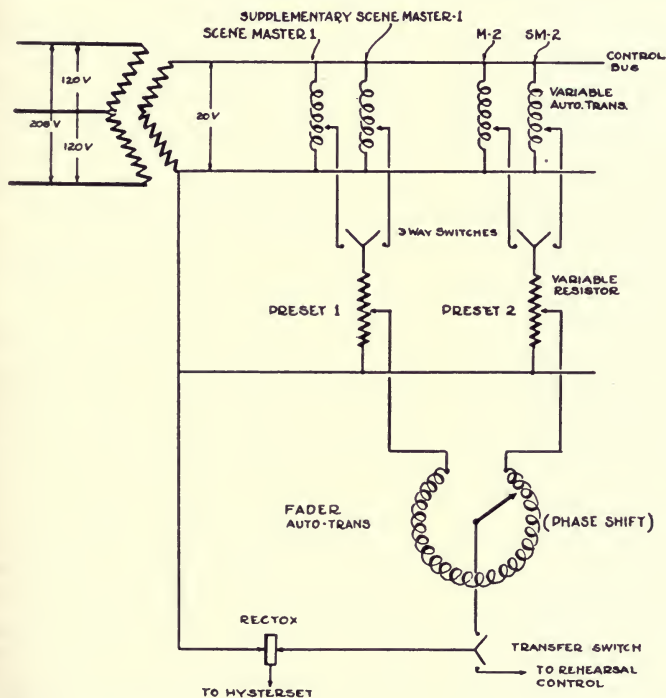 SUPPLEMENTARY SCENE MASTER-1
SCENE MASTER 1
M-2
SM-2
CONTROL
BUS
120V
208V
120V
20V
VARIABLE
AUTO. TRANS.
3 WAY SWITCHES
VARIABLE
RESISTOR
PRESET 1
PRESET 2
FADER
AUTO-TRANS
(PHASE SHIFT)
RECTOX
TRANSFER SWITCH
TO REHEARSAL
CONTROL
TO HYSTERSET